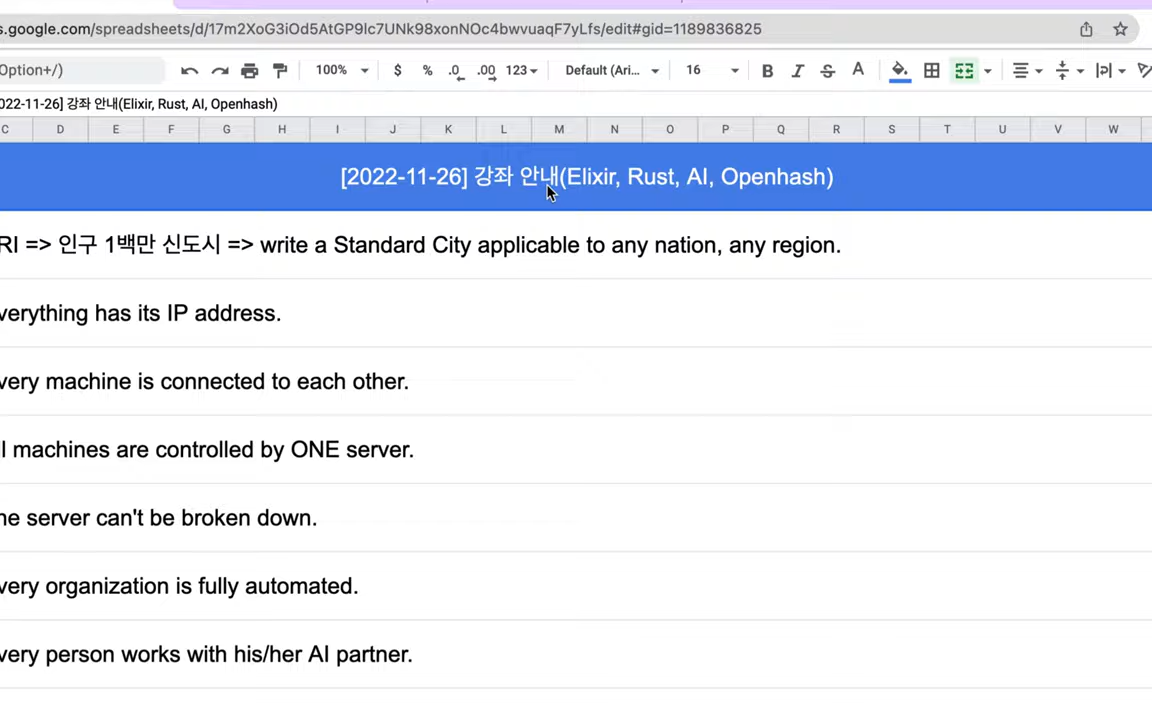 s.google.com/spreadsheets/d/17m2XoG3iOd5AtGP9lc7UNk98xonNOc4bwvuaqF7yLfs/edit#gid=1189836825
Option+/) 100% $ % .0 .00 123 Default (Ari... 16 B I S A
022-11-26] 강좌 안내(Elixir, Rust, AI, Openhash)
C D E F G H I J K L M N O P Q R S T U V W
[2022-11-26] 강좌 안내(Elixir, Rust, AI, Openhash)
RI => 인구 1백만 신도시 => write a Standard City applicable to any nation, any region.
verything has its IP address.
very machine is connected to each other.
ll machines are controlled by ONE server.
he server can't be broken down.
very organization is fully automated.
very person works with his/her AI partner.